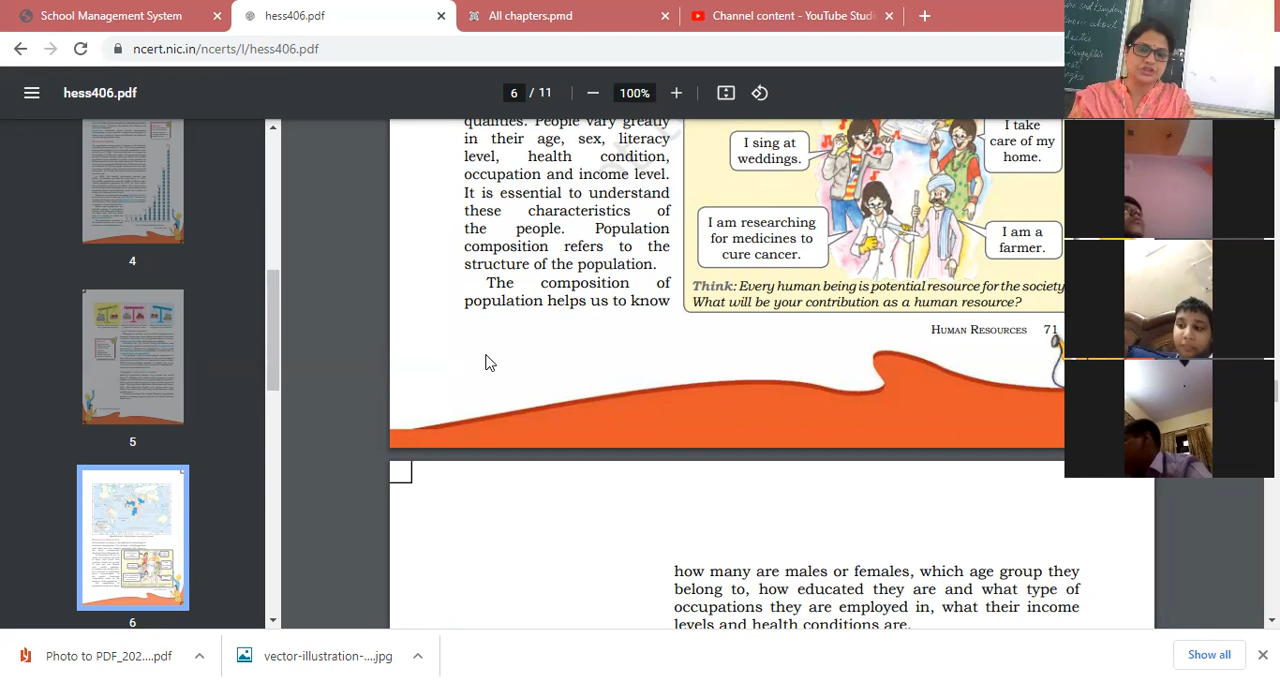 School Management System
hess406.pdf
All chapters.pmd
Channel content - YouTube Studi
ncert.nic.in/ncerts/l/hess406.pdf
hess406.pdf
6 / 11
100%
4
5
6
qualities. People vary greatly
in their age, sex, literacy
level, health condition,
occupation and income level.
It is essential to understand
these characteristics of
the people. Population
composition refers to the
structure of the population.
The composition of
population helps us to know
I sing at
weddings.
I take
care of my
home.
I am researching
for medicines to
cure cancer.
I am a
farmer.
Think: Every human being is potential resource for the society
What will be your contribution as a human resource?
HUMAN RESOURCES 71
how many are males or females, which age group they
belong to, how educated they are and what type of
occupations they are employed in, what their income
levels and health conditions are.
Photo to PDF_202....pdf
vector-illustration-....jpg
Show all